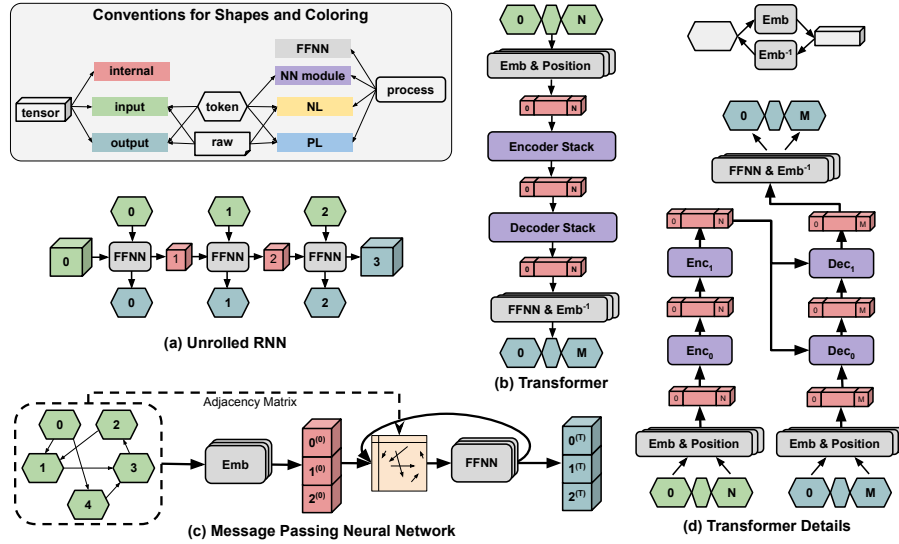 Conventions for Shapes and Coloring
FFNN
internal
NN module
tensor
input
token
NL
process
output
raw
PL
0 1 2
0 FFNN 1 FFNN 2 FFNN 3
0 1 2
(a) Unrolled RNN
0 N
Emb & Position
0 N
Encoder Stack
0 N
Decoder Stack
0 N
FFNN & Emb-1
0 M
(b) Transformer
Emb
Emb-1
0 M
FFNN & Emb-1
0 N
0 M
Enc1
Dec1
0 N
0 M
Enc0
Dec0
0 N
0 M
Emb & Position
Emb & Position
0 N
0 M
(d) Transformer Details
Adjacency Matrix
0 2
1 3
4
Emb
0(0)
1(0)
2(0)
FFNN
0(T)
1(T)
2(T)
(c) Message Passing Neural Network